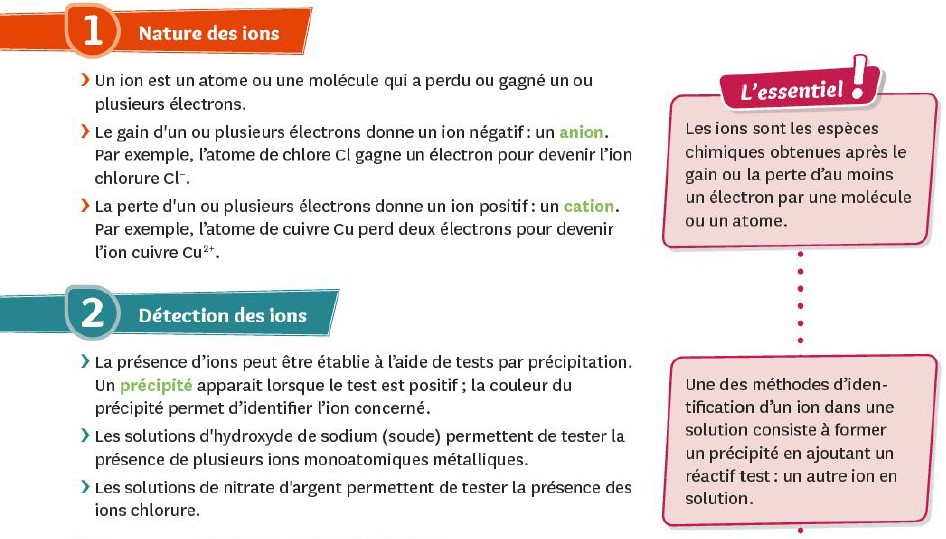 1 Nature des ions
❯ Un ion est un atome ou une molécule qui a perdu ou gagné un ou
plusieurs électrons.
❯ Le gain d'un ou plusieurs électrons donne un ion négatif : un anion.
Par exemple, l'atome de chlore Cl gagne un électron pour devenir l'ion
chlorure Cl⁻.
❯ La perte d'un ou plusieurs électrons donne un ion positif : un cation.
Par exemple, l'atome de cuivre Cu perd deux électrons pour devenir
l'ion cuivre Cu²⁺.
L'essentiel !
Les ions sont les espèces
chimiques obtenues après le
gain ou la perte d'au moins
un électron par une molécule
ou un atome.
2 Détection des ions
❯ La présence d'ions peut être établie à l'aide de tests par précipitation.
Un précipité apparait lorsque le test est positif ; la couleur du
précipité permet d'identifier l'ion concerné.
❯ Les solutions d'hydroxyde de sodium (soude) permettent de tester la
présence de plusieurs ions monoatomiques métalliques.
❯ Les solutions de nitrate d'argent permettent de tester la présence des
ions chlorure.
Une des méthodes d'iden-
tification d'un ion dans une
solution consiste à former
un précipité en ajoutant un
réactif test : un autre ion en
solution.